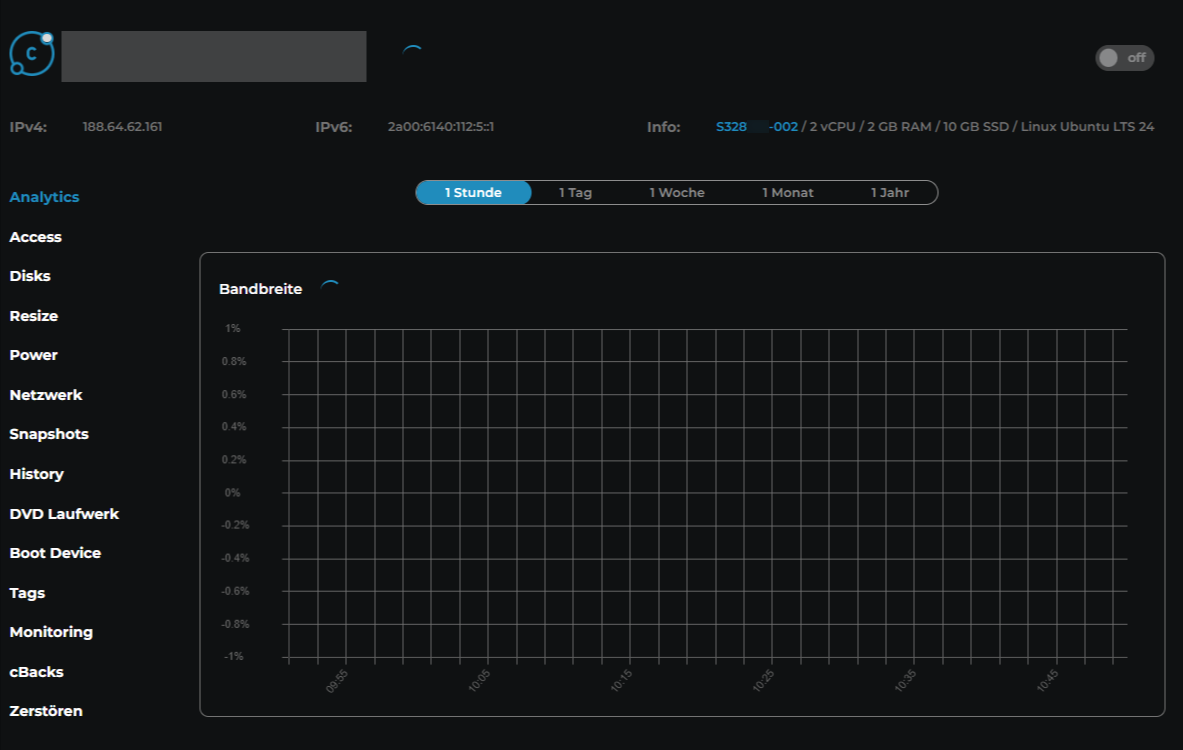 C
off
IPv4: 188.64.62.161 IPv6: 2a00:6140:112:5::1 Info: S328 -002 / 2 vCPU / 2 GB RAM / 10 GB SSD / Linux Ubuntu LTS 24
1 Stunde 1 Tag 1 Woche 1 Monat 1 Jahr
Analytics
Access
Disks
Resize
Power
Netzwerk
Snapshots
History
DVD Laufwerk
Boot Device
Tags
Monitoring
cBacks
Zerstören
Bandbreite
1%
0.8%
0.6%
0.4%
0.2%
0%
-0.2%
-0.4%
-0.6%
-0.8%
-1%
09:55 10:05 10:15 10:25 10:35 10:45